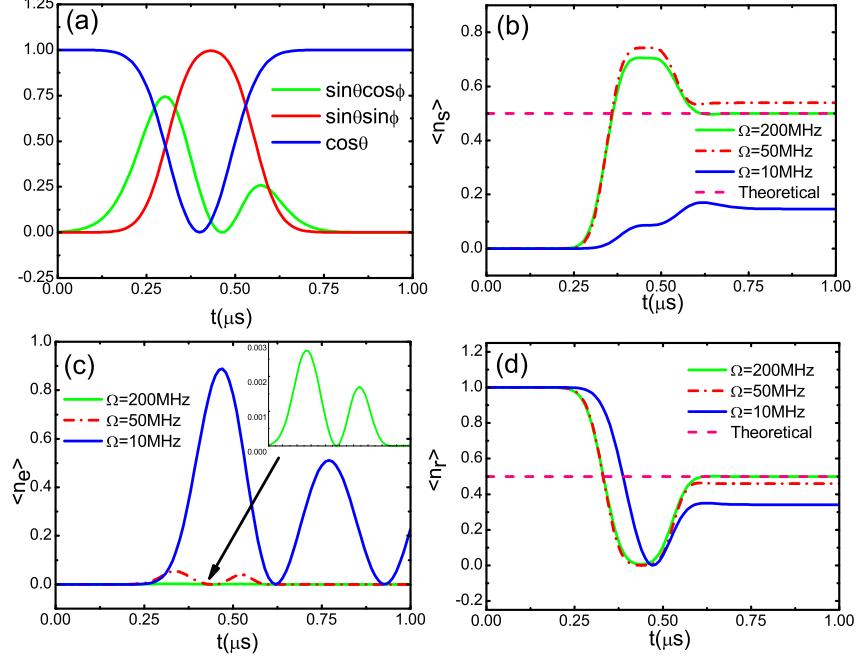 (a)
1.25
1.00
0.75
0.50
0.25
0.00
-0.25
sinθcosϕ
sinθsinϕ
cosθ
0.00 0.25 0.50 0.75 1.00
t(μs)
(b)
<n_s>
0.8
0.6
0.4
0.2
0.0
Ω=200MHz
Ω=50MHz
Ω=10MHz
Theoretical
0.00 0.25 0.50 0.75 1.00
t(μs)
(c)
<n_e>
1.0
0.8
0.6
0.4
0.2
0.0
Ω=200MHz
Ω=50MHz
Ω=10MHz
0.003
0.002
0.001
0.000
0.00 0.25 0.50 0.75 1.00
t(μs)
(d)
<n_r>
1.2
1.0
0.8
0.6
0.4
0.2
0.0
-0.2
Ω=200MHz
Ω=50MHz
Ω=10MHz
Theoretical
0.00 0.25 0.50 0.75 1.00
t(μs)